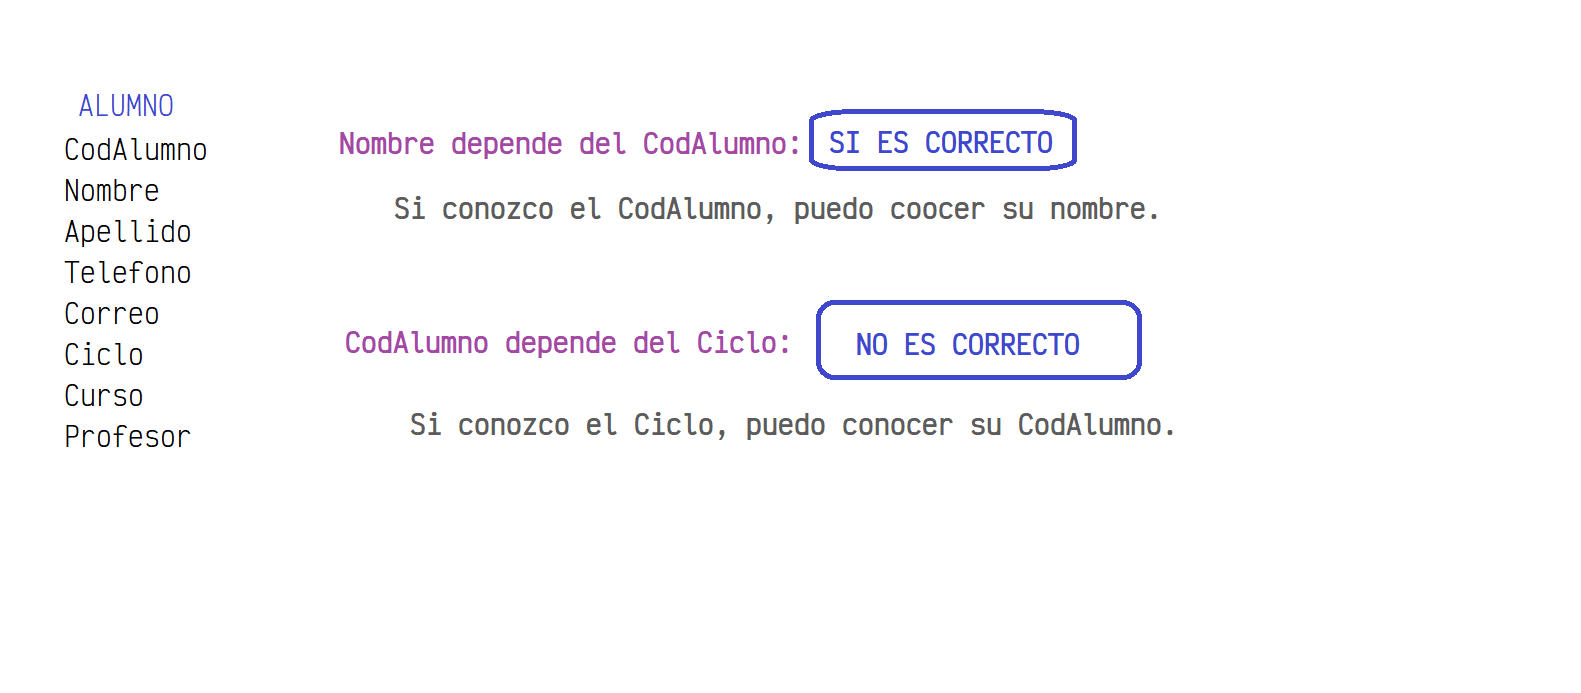 ALUMNO
CodAlumno
Nombre
Apellido
Telefono
Correo
Ciclo
Curso
Profesor
Nombre depende del CodAlumno: SI ES CORRECTO
Si conozco el CodAlumno, puedo coocer su nombre.
CodAlumno depende del Ciclo: NO ES CORRECTO
Si conozco el Ciclo, puedo conocer su CodAlumno.